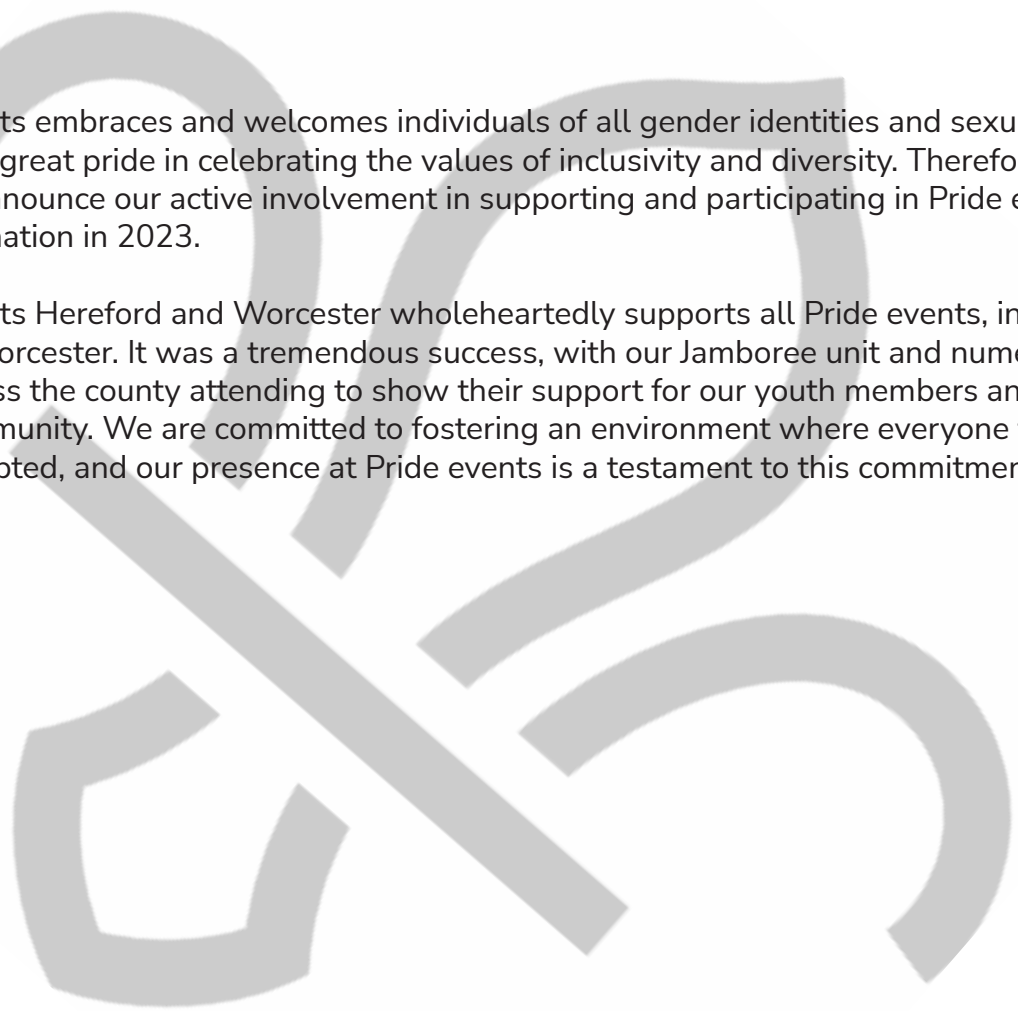 ts embraces and welcomes individuals of all gender identities and sexu
great pride in celebrating the values of inclusivity and diversity. Therefo
nnounce our active involvement in supporting and participating in Pride e
nation in 2023.
ts Hereford and Worcester wholeheartedly supports all Pride events, in
orcester. It was a tremendous success, with our Jamboree unit and nume
ss the county attending to show their support for our youth members an
munity. We are committed to fostering an environment where everyone
pted, and our presence at Pride events is a testament to this commitmen